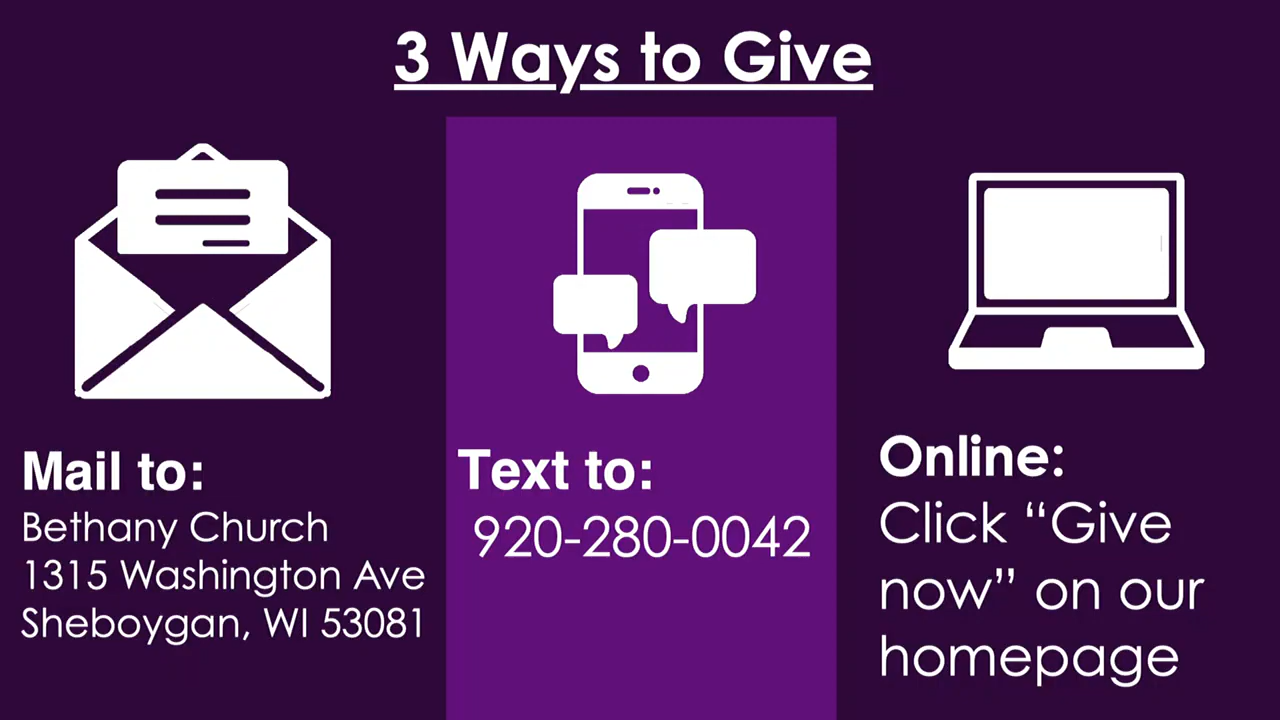 3 Ways to Give
Mail to:
Bethany Church
1315 Washington Ave
Sheboygan, WI 53081
Text to:
920-280-0042
Online:
Click “Give
now” on our
homepage